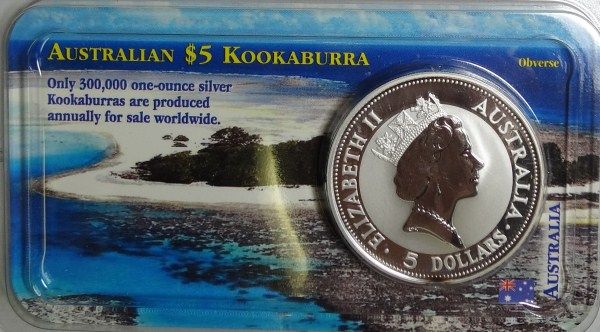 AUSTRALIAN $5 KOOKABURRA
Obverse
Only 300,000 one-ounce silver
Kookaburras are produced
annually for sale worldwide.
ELIZABETH II
AUSTRALIA
5 DOLLARS
AUSTRALIA